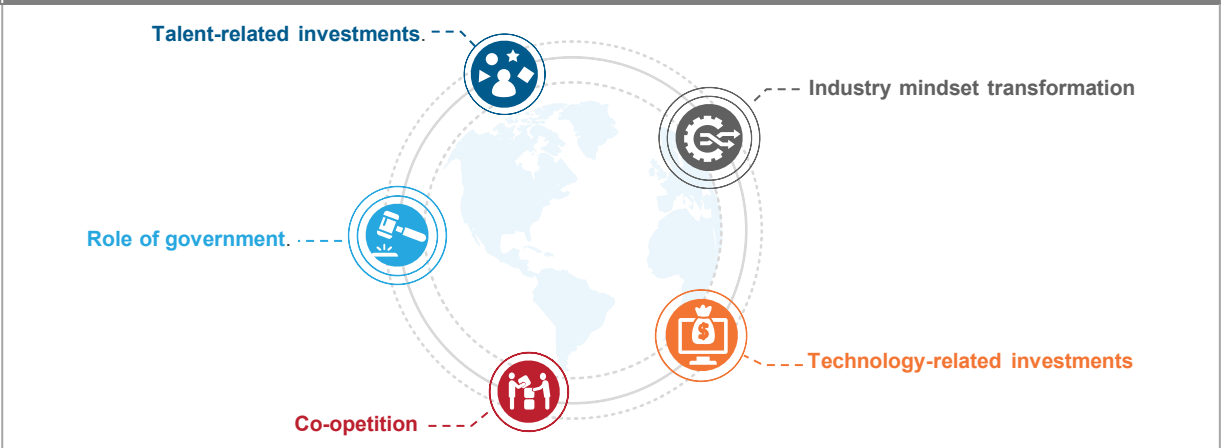 Talent-related investments.
Industry mindset transformation
Role of government.
Technology-related investments
Co-opetition